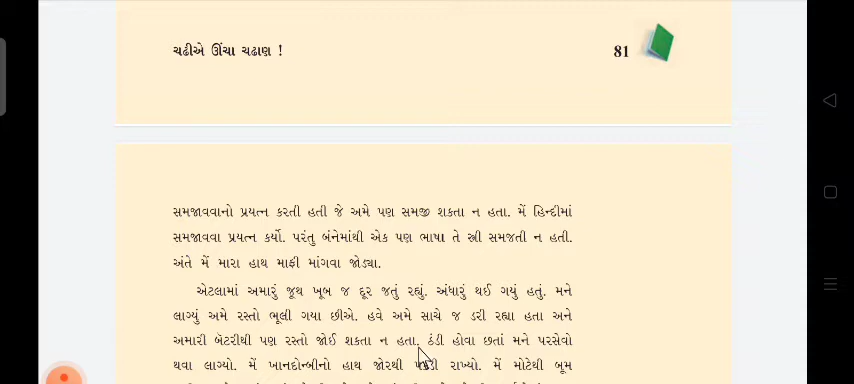 ચઢીએ ઊંચા ચઢાણ !
81
સમજાવવાનો પ્રયત્ન કરતી હતી જે અમે પણ સમજી શકતા ન હતા. મેં હિન્દીમાં
સમજાવવા પ્રયત્ન કર્યો. પરંતુ બંનેમાંથી એક પણ ભાષા તે સ્ત્રી સમજતી ન હતી.
અંતે મેં મારા હાથ માફી માંગવા જોડ્યા.
એટલામાં અમારું જૂથ ખૂબ જ દૂર જતું રહ્યું. અંધારું થઈ ગયું હતું. મને
લાગ્યું અમે રસ્તો ભૂલી ગયા છીએ. હવે અમે સાચે જ ડરી રહ્યા હતા અને
અમારી બૅટરીથી પણ રસ્તો જોઈ શકતા ન હતા. ઠંડી હોવા છતાં મને પરસેવો
થવા લાગ્યો. મેં ખાનદોન્બીનો હાથ જોરથી પકડી રાખ્યો. મેં મોટેથી બૂમ